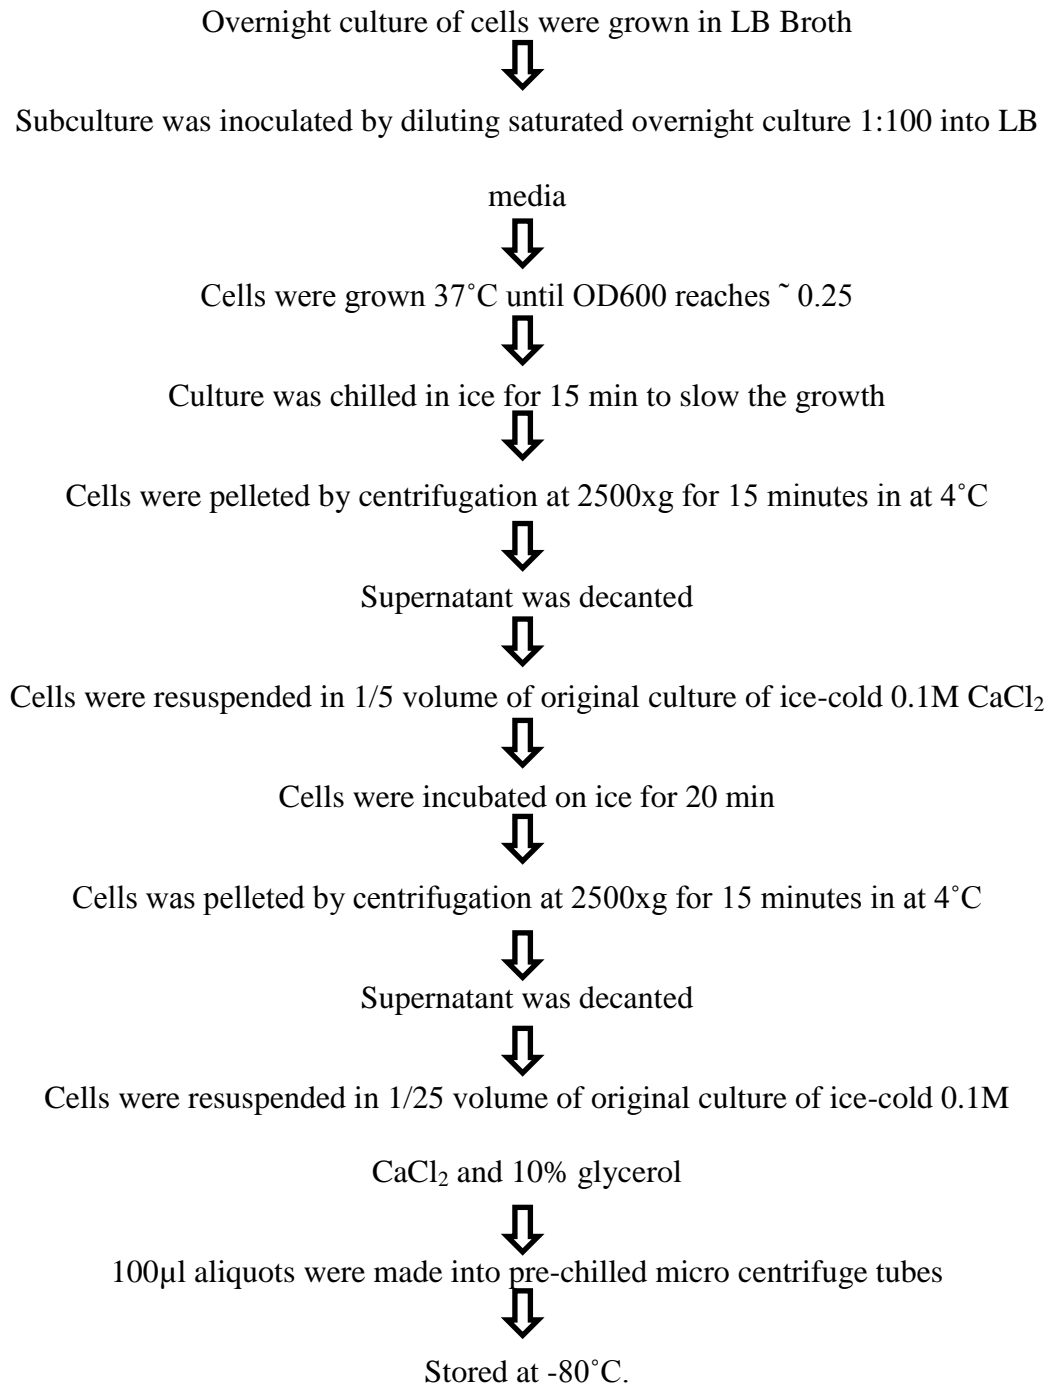 Overnight culture of cells were grown in LB Broth
Subculture was inoculated by diluting saturated overnight culture 1:100 into LB
media
Cells were grown 37˚C until OD600 reaches ˜ 0.25
Culture was chilled in ice for 15 min to slow the growth
Cells were pelleted by centrifugation at 2500xg for 15 minutes in at 4˚C
Supernatant was decanted
Cells were resuspended in 1/5 volume of original culture of ice-cold 0.1M CaCl₂
Cells were incubated on ice for 20 min
Cells was pelleted by centrifugation at 2500xg for 15 minutes in at 4˚C
Supernatant was decanted
Cells were resuspended in 1/25 volume of original culture of ice-cold 0.1M
CaCl₂ and 10% glycerol
100µl aliquots were made into pre-chilled micro centrifuge tubes
Stored at -80˚C.